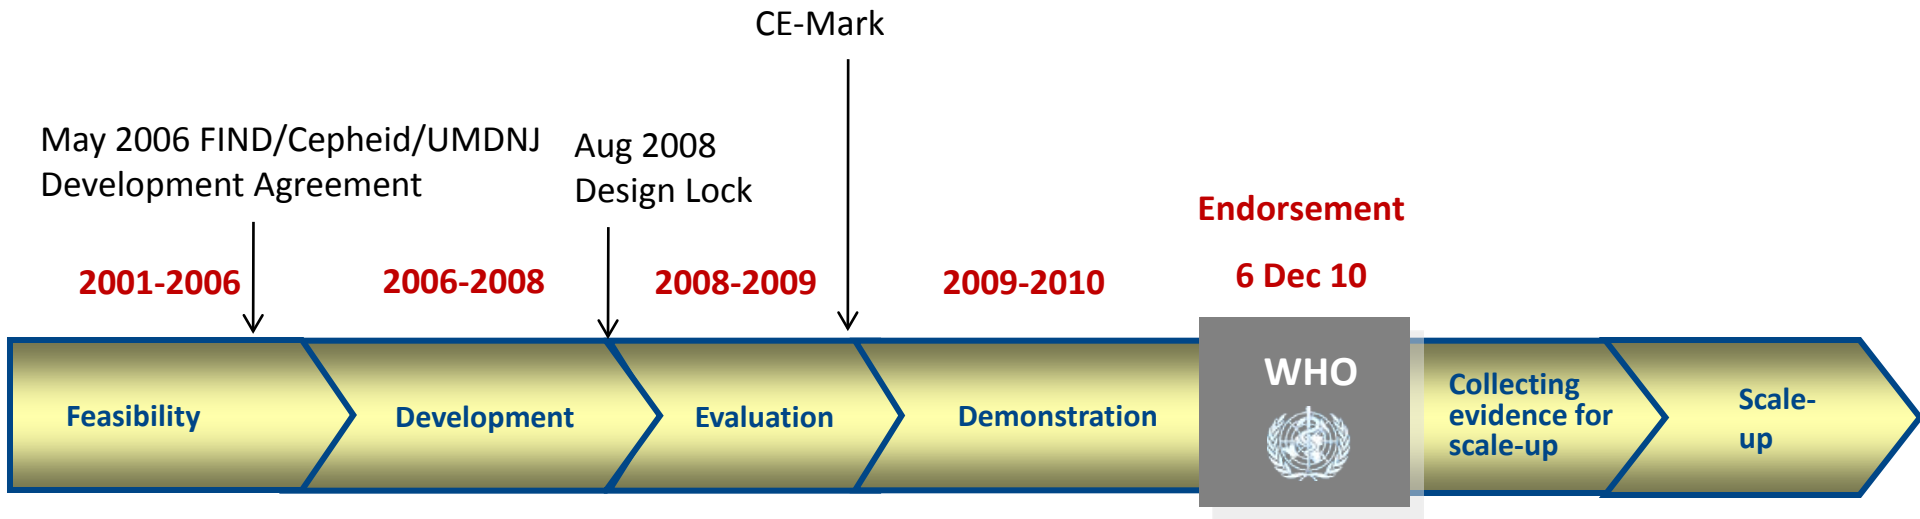 CE-Mark
May 2006 FIND/Cepheid/UMDNJ
Development Agreement
Aug 2008
Design Lock
Endorsement
2001-2006
2006-2008
2008-2009
2009-2010
6 Dec 10
Feasibility
Development
Evaluation
Demonstration
WHO
Collecting
evidence for
scale-up
Scale-
up